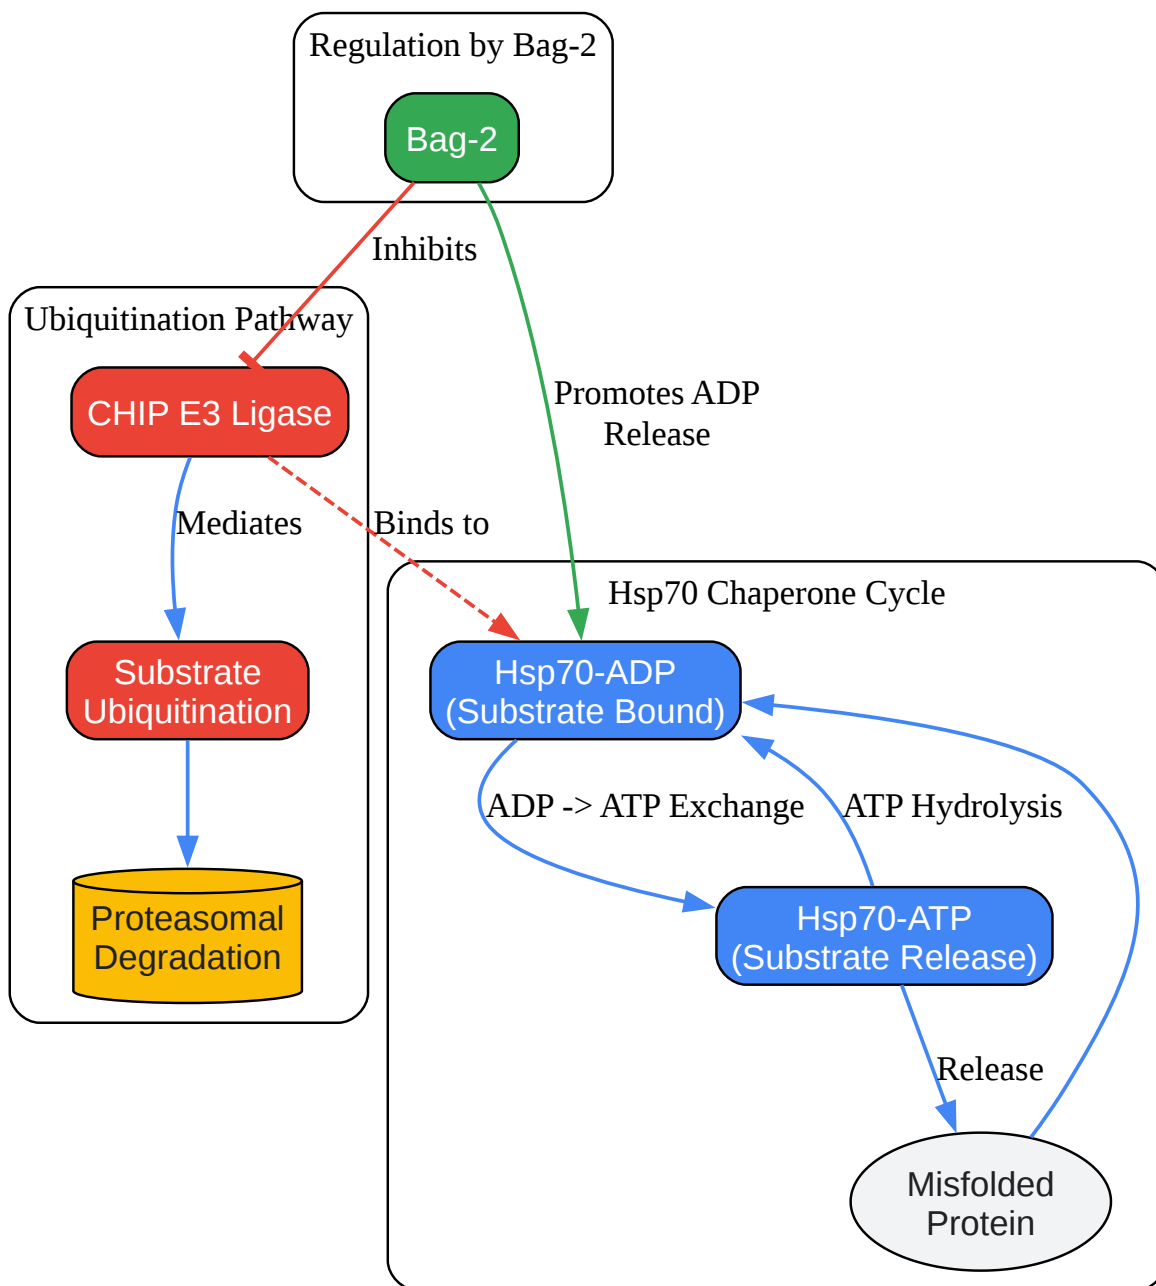 Regulation by Bag-2
Bag-2
Inhibits
Ubiquitination Pathway
CHIP E3 Ligase
Promotes ADP
Release
Mediates
Binds to
Hsp70 Chaperone Cycle
Substrate
Ubiquitination
Hsp70-ADP
(Substrate Bound)
ADP -> ATP Exchange
ATP Hydrolysis
Proteasomal
Degradation
Hsp70-ATP
(Substrate Release)
Release
Misfolded
Protein